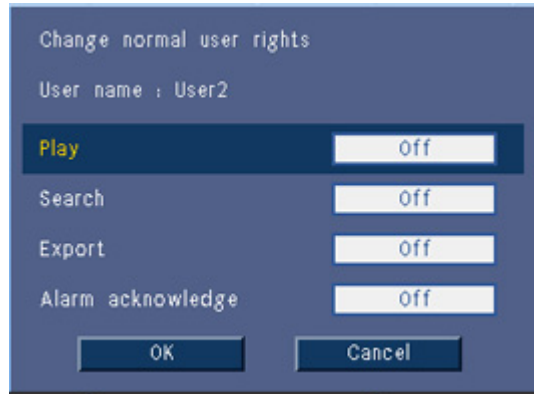 Change normal user rights
User name : User2
Play Off
Search Off
Export Off
Alarm acknowledge Off
OK Cancel